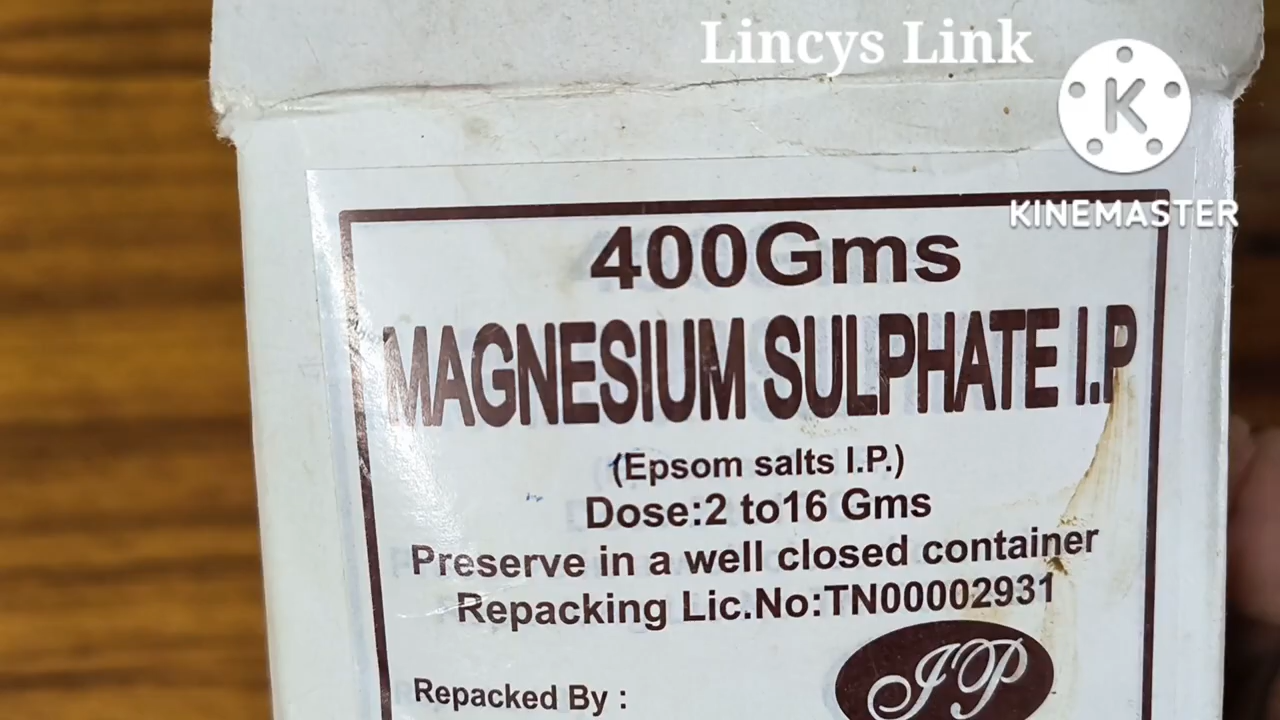 Lincys Link
K
KINEMASTER
400Gms
MAGNESIUM SULPHATE I.P
(Epsom salts I.P.)
Dose:2 to16 Gms
Preserve in a well closed container
Repacking Lic.No:TN00002931
JP
Repacked By :